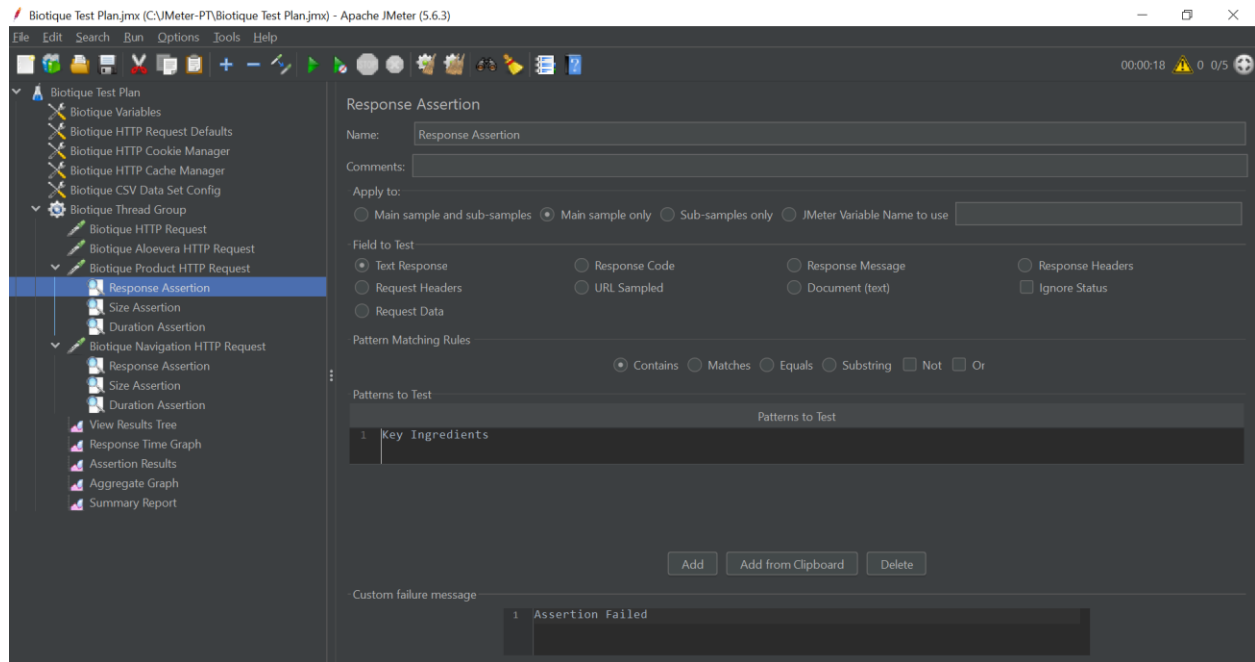 Biotique Test Plan.jmx (C:\JMeter-PT\Biotique Test Plan.jmx) - Apache JMeter (5.6.3)
File Edit Search Run Options Tools Help
00:00:18 0 0/5
Biotique Test Plan
Biotique Variables
Biotique HTTP Request Defaults
Biotique HTTP Cookie Manager
Biotique HTTP Cache Manager
Biotique CSV Data Set Config
Biotique Thread Group
Biotique HTTP Request
Biotique Aloevera HTTP Request
Biotique Product HTTP Request
Response Assertion
Size Assertion
Duration Assertion
Biotique Navigation HTTP Request
Response Assertion
Size Assertion
Duration Assertion
View Results Tree
Response Time Graph
Assertion Results
Aggregate Graph
Summary Report
Response Assertion
Name: Response Assertion
Comments:
Apply to:
Main sample and sub-samples Main sample only Sub-samples only JMeter Variable Name to use
Field to Test
Text Response Response Code Response Message Response Headers
Request Headers URL Sampled Document (text) Ignore Status
Request Data
Pattern Matching Rules
Contains Matches Equals Substring Not Or
Patterns to Test
Patterns to Test
1 Key Ingredients
Add Add from Clipboard Delete
Custom failure message
1 Assertion Failed